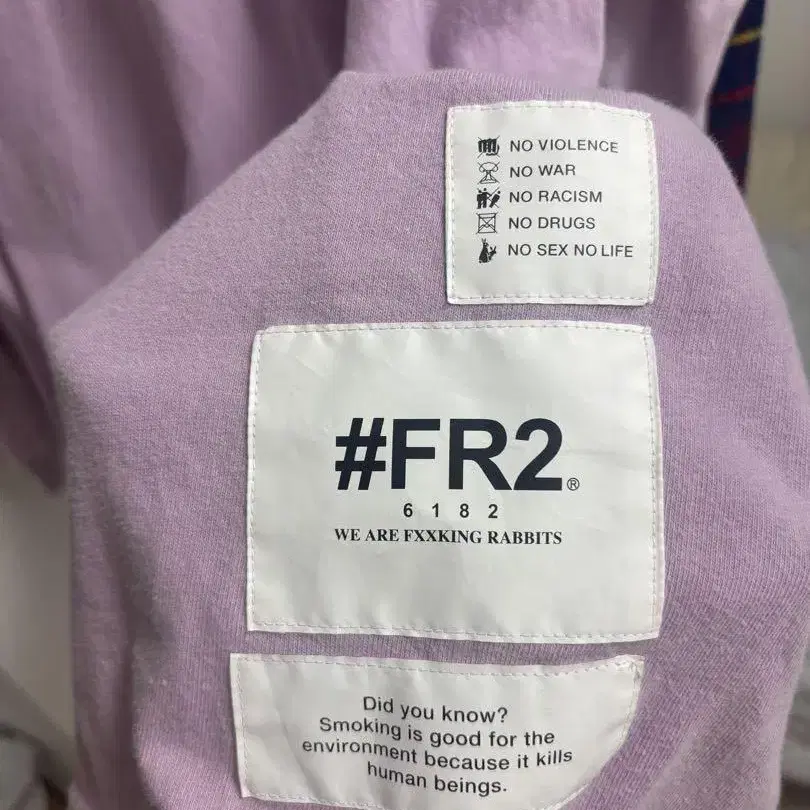 NO VIOLENCE
NO WAR
NO RACISM
NO DRUGS
NO SEX NO LIFE
#FR2®
6182
WE ARE FXXKING RABBITS
Did you know?
Smoking is good for the
environment because it kills
human beings.